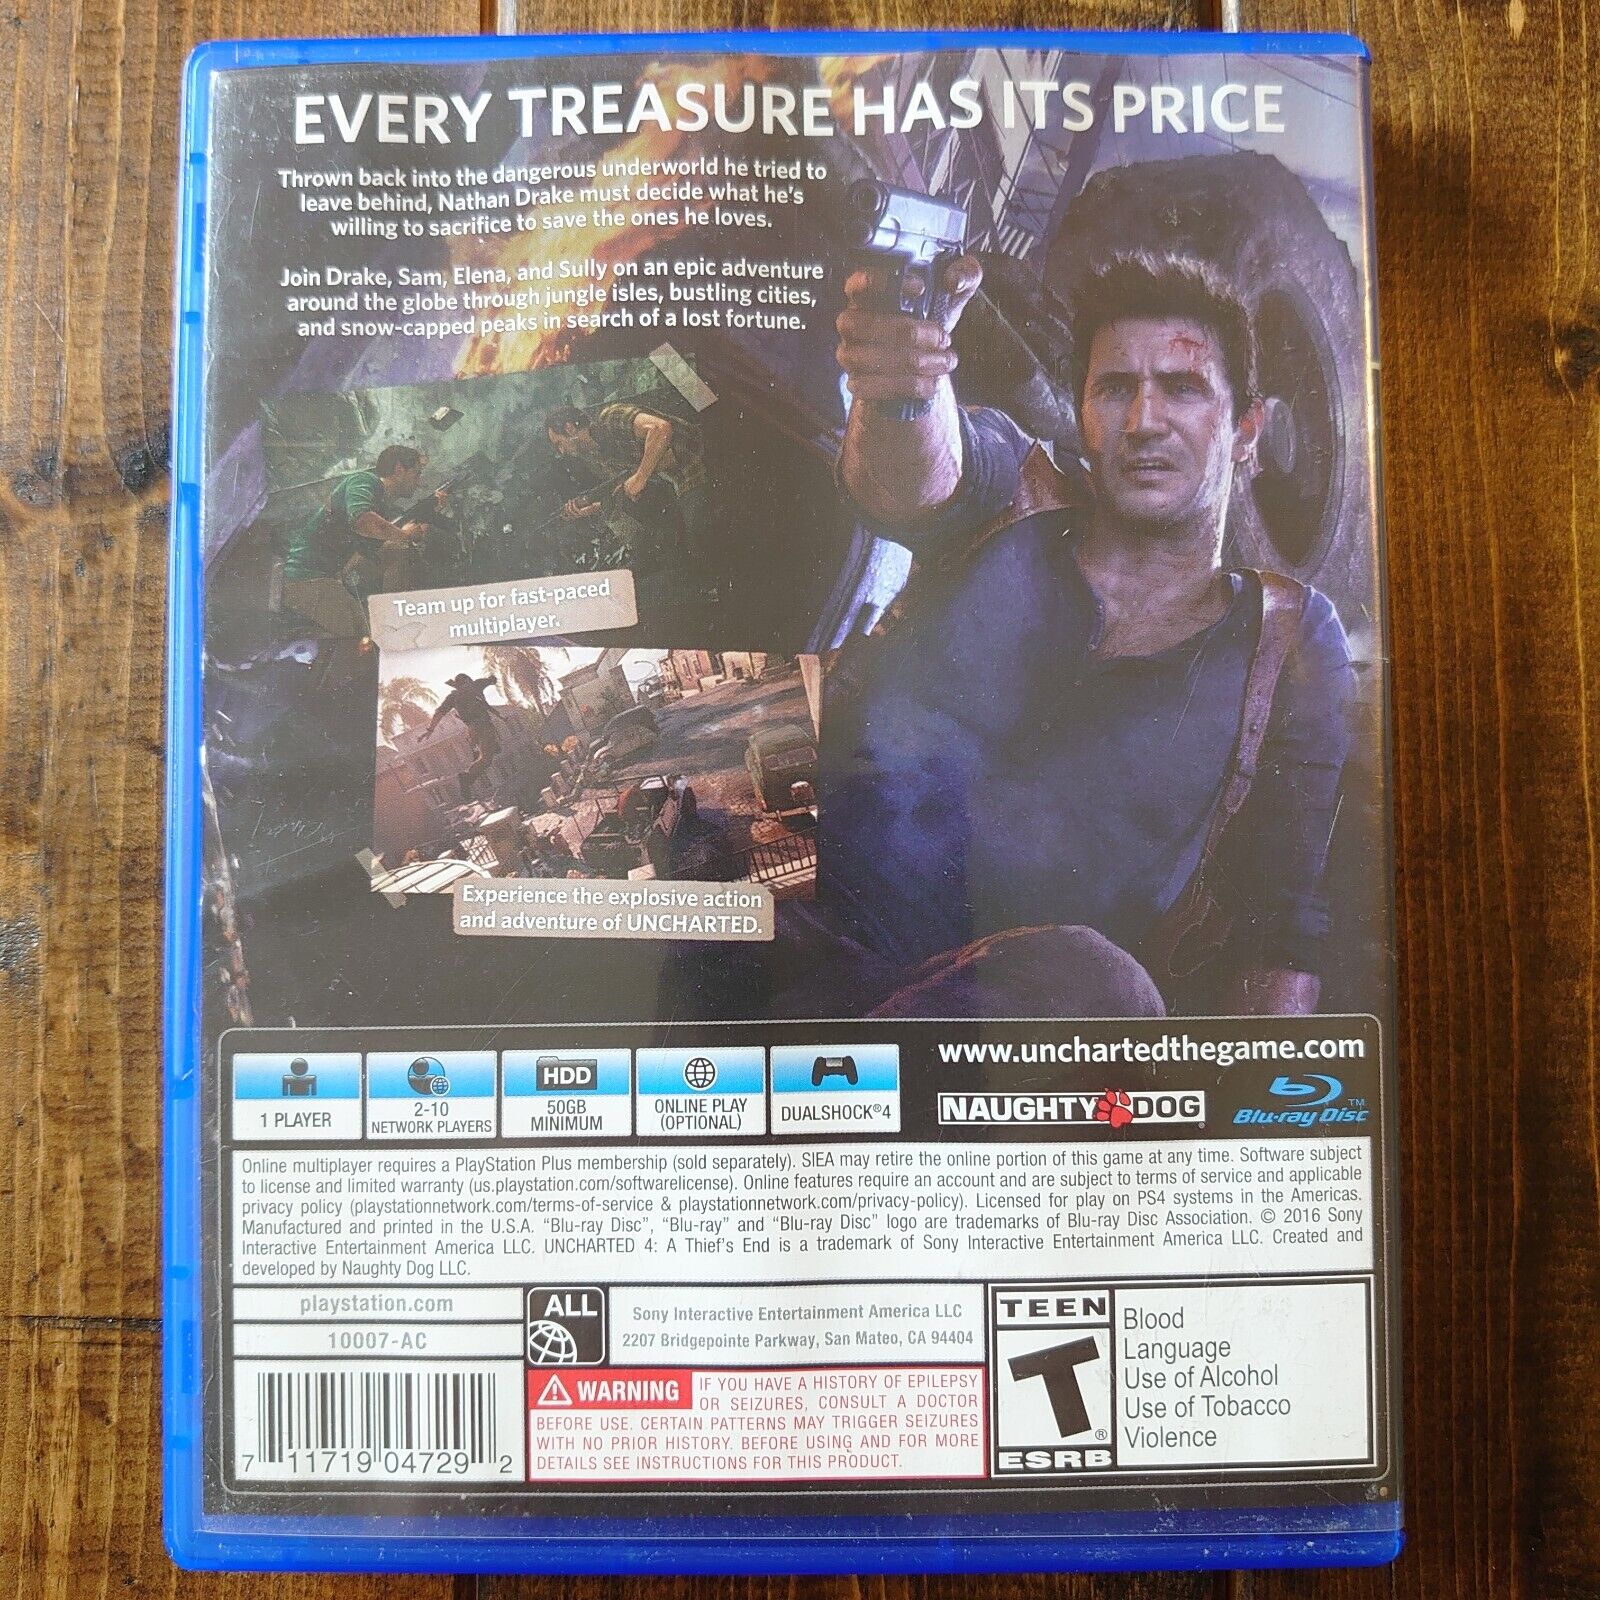 EVERY TREASURE HAS ITS PRICE
Thrown back into the dangerous underworld he tried to
leave behind, Nathan Drake must decide what he's
willing to sacrifice to save the ones he loves.
Join Drake, Sam, Elena, and Sully on an epic adventure
around the globe through jungle isles, bustling cities,
and snow-capped peaks in search of a lost fortune.
Team up for fast-paced
multiplayer.
Experience the explosive action
and adventure of UNCHARTED.
1 PLAYER
2-10
NETWORK PLAYERS
HDD
50GB
MINIMUM
ONLINE PLAY
(OPTIONAL)
DUALSHOCK®4
www.unchartedthegame.com
NAUGHTY DOG®
Blu-ray Disc™
Online multiplayer requires a PlayStation Plus membership (sold separately). SIEA may retire the online portion of this game at any time. Software subject
to license and limited warranty (us.playstation.com/softwarelicense). Online features require an account and are subject to terms of service and applicable
privacy policy (playstationnetwork.com/terms-of-service & playstationnetwork.com/privacy-policy). Licensed for play on PS4 systems in the Americas.
Manufactured and printed in the U.S.A. “Blu-ray Disc”, “Blu-ray” and “Blu-ray Disc” logo are trademarks of Blu-ray Disc Association. © 2016 Sony
Interactive Entertainment America LLC. UNCHARTED 4: A Thief's End is a trademark of Sony Interactive Entertainment America LLC. Created and
developed by Naughty Dog LLC.
playstation.com
10007-AC
7 11719 04729 2
ALL
Sony Interactive Entertainment America LLC
2207 Bridgepointe Parkway, San Mateo, CA 94404
WARNING IF YOU HAVE A HISTORY OF EPILEPSY
OR SEIZURES, CONSULT A DOCTOR
BEFORE USE. CERTAIN PATTERNS MAY TRIGGER SEIZURES
WITH NO PRIOR HISTORY. BEFORE USING AND FOR MORE
DETAILS SEE INSTRUCTIONS FOR THIS PRODUCT.
TEEN
T®
ESRB
Blood
Language
Use of Alcohol
Use of Tobacco
Violence